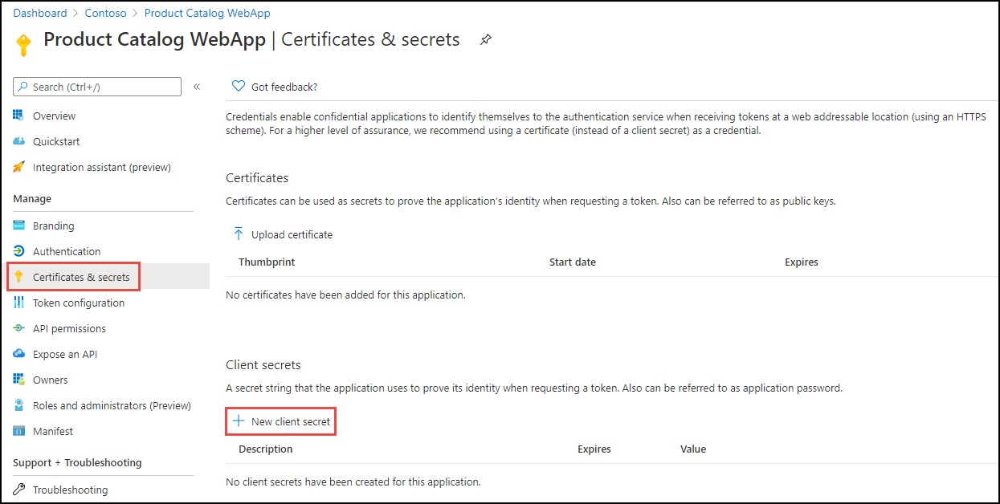 Dashboard > Contoso > Product Catalog WebApp
Product Catalog WebApp | Certificates & secrets
Search (Ctrl+/)
«
Overview
Quickstart
Integration assistant (preview)
Manage
Branding
Authentication
Certificates & secrets
Token configuration
API permissions
Expose an API
Owners
Roles and administrators (Preview)
Manifest
Support + Troubleshooting
Troubleshooting
Got feedback?
Credentials enable confidential applications to identify themselves to the authentication service when receiving tokens at a web addressable location (using an HTTPS
scheme). For a higher level of assurance, we recommend using a certificate (instead of a client secret) as a credential.
Certificates
Certificates can be used as secrets to prove the application's identity when requesting a token. Also can be referred to as public keys.
Upload certificate
Thumbprint Start date Expires
No certificates have been added for this application.
Client secrets
A secret string that the application uses to prove its identity when requesting a token. Also can be referred to as application password.
New client secret
Description Expires Value
No client secrets have been created for this application.